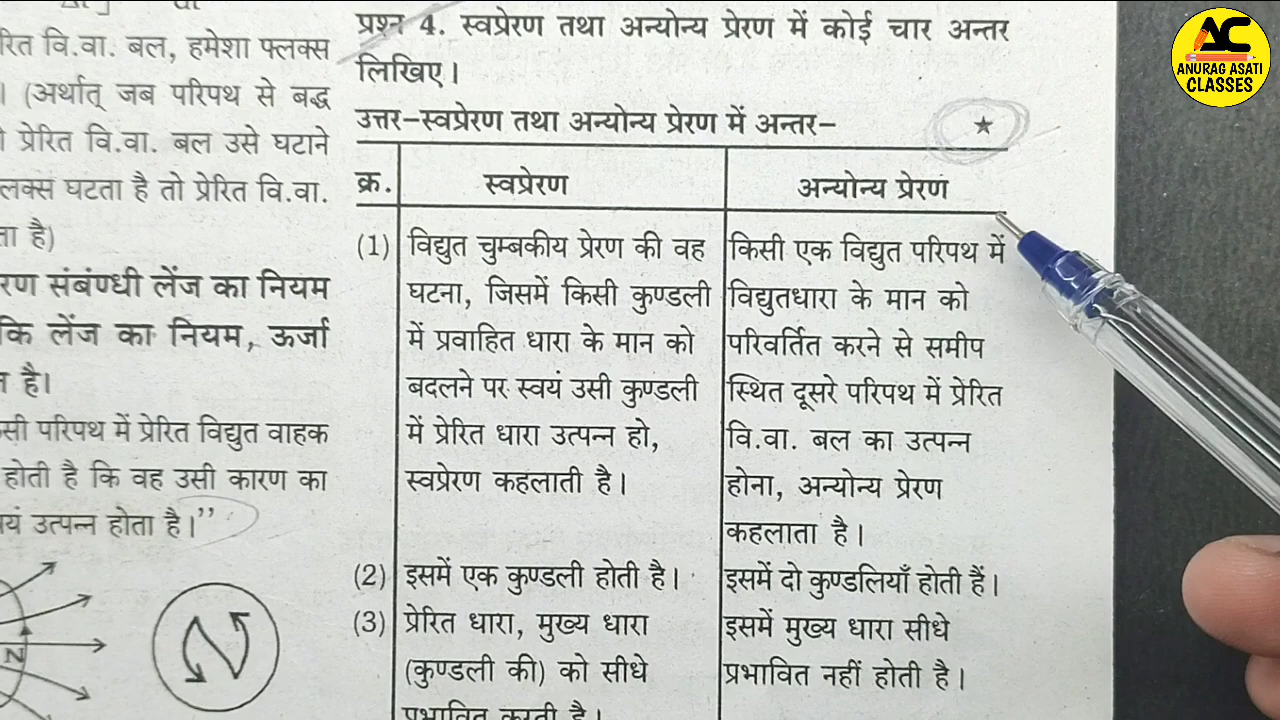 रित वि.वा. बल, हमेशा फ्लक्स
। (अर्थात् जब परिपथ से बद्ध
प्रेरित वि.वा. बल उसे घटाने
लक्स घटता है तो प्रेरित वि.वा.
ता है)
रण संबंण्धी लेंज का नियम
कि लेंज का नियम, ऊर्जा
है।
सी परिपथ में प्रेरित विद्युत वाहक
होती है कि वह उसी कारण का
यं उत्पन्न होता है।”
N
प्रश्न 4. स्वप्रेरण तथा अन्योन्य प्रेरण में कोई चार अन्तर
लिखिए।
उत्तर–स्वप्रेरण तथा अन्योन्य प्रेरण में अन्तर–
क्र. स्वप्रेरण अन्योन्य प्रेरण
(1) विद्युत चुम्बकीय प्रेरण की वह किसी एक विद्युत परिपथ में
घटना, जिसमें किसी कुण्डली विद्युतधारा के मान को
में प्रवाहित धारा के मान को परिवर्तित करने से समीप
बदलने पर स्वयं उसी कुण्डली स्थित दूसरे परिपथ में प्रेरित
में प्रेरित धारा उत्पन्न हो, वि.वा. बल का उत्पन्न
स्वप्रेरण कहलाती है। होना, अन्योन्य प्रेरण
कहलाता है।
(2) इसमें एक कुण्डली होती है। इसमें दो कुण्डलियाँ होती हैं।
(3) प्रेरित धारा, मुख्य धारा इसमें मुख्य धारा सीधे
(कुण्डली की) को सीधे प्रभावित नहीं होती है।
प्रभावित करती है।
AC
ANURAG ASATI
CLASSES